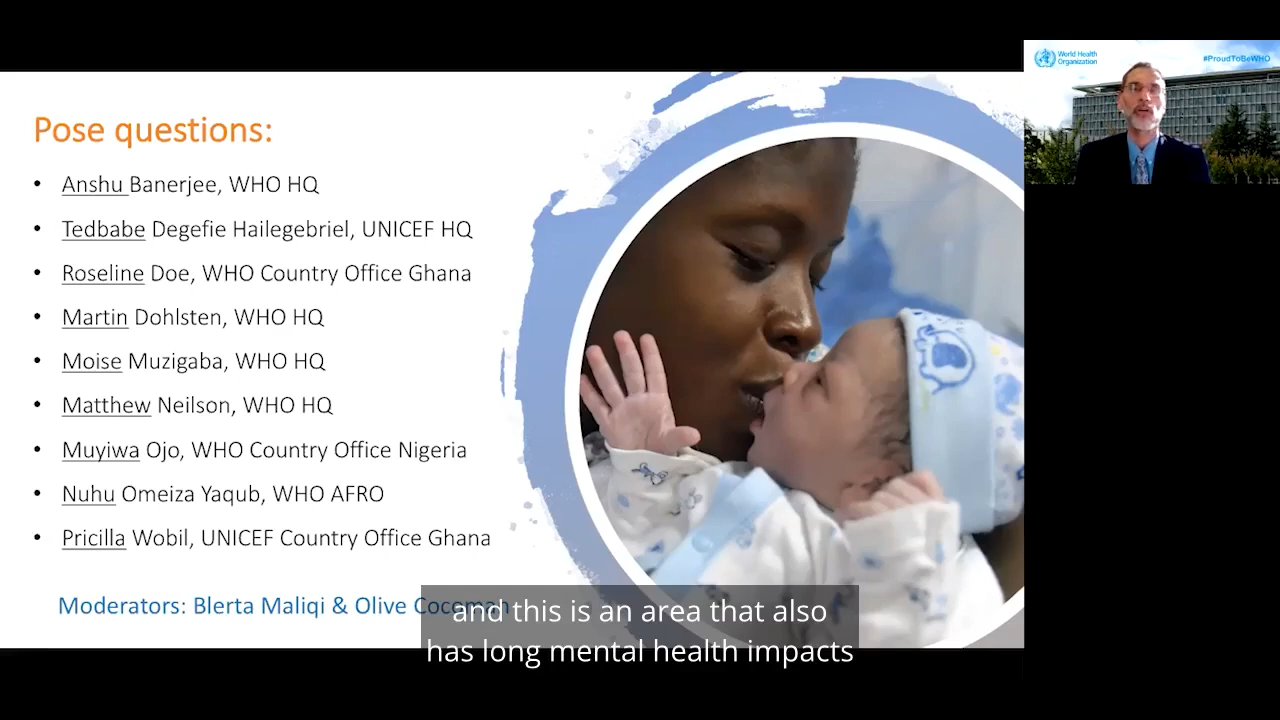 Pose questions:
• Anshu Banerjee, WHO HQ
• Tedbabe Degefie Hailegebriel, UNICEF HQ
• Roseline Doe, WHO Country Office Ghana
• Martin Dohlsten, WHO HQ
• Moise Muzigaba, WHO HQ
• Matthew Neilson, WHO HQ
• Muyiwa Ojo, WHO Country Office Nigeria
• Nuhu Omeiza Yaqub, WHO AFRO
• Pricilla Wobil, UNICEF Country Office Ghana
Moderators: Blerta Maliqi & Olive Cocoman
and this is an area that also
has long mental health impacts
World Health
Organization
#ProudToBeWHO